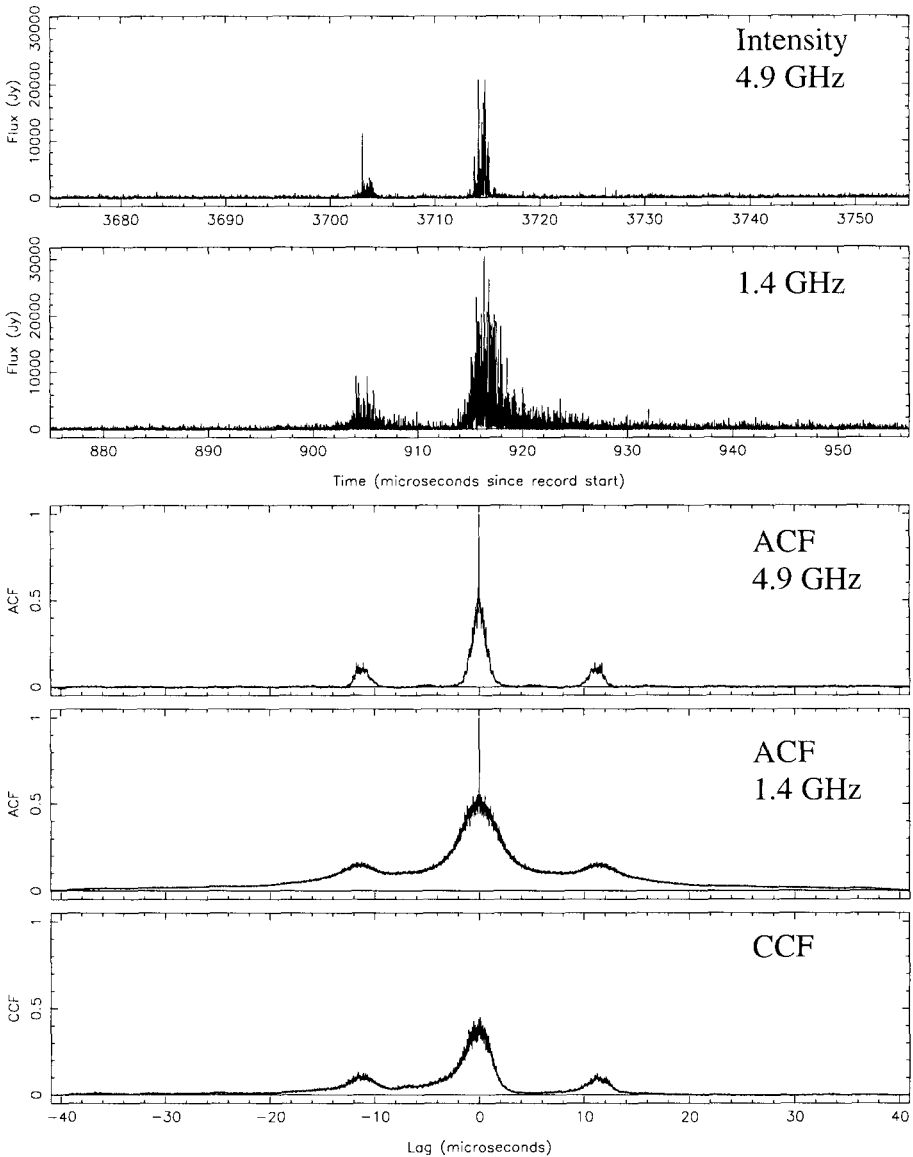 Intensity
4.9 GHz
Flux (Jy)
30000
20000
10000
0
3680 3690 3700 3710 3720 3730 3740 3750
1.4 GHz
Flux (Jy)
30000
20000
10000
0
880 890 900 910 920 930 940 950
Time (microseconds since record start)
ACF
4.9 GHz
ACF
1
0.5
0
ACF
1.4 GHz
ACF
1
0.5
0
CCF
CCF
1
0.5
0
−40 −30 −20 −10 0 10 20 30 40
Lag (microseconds)